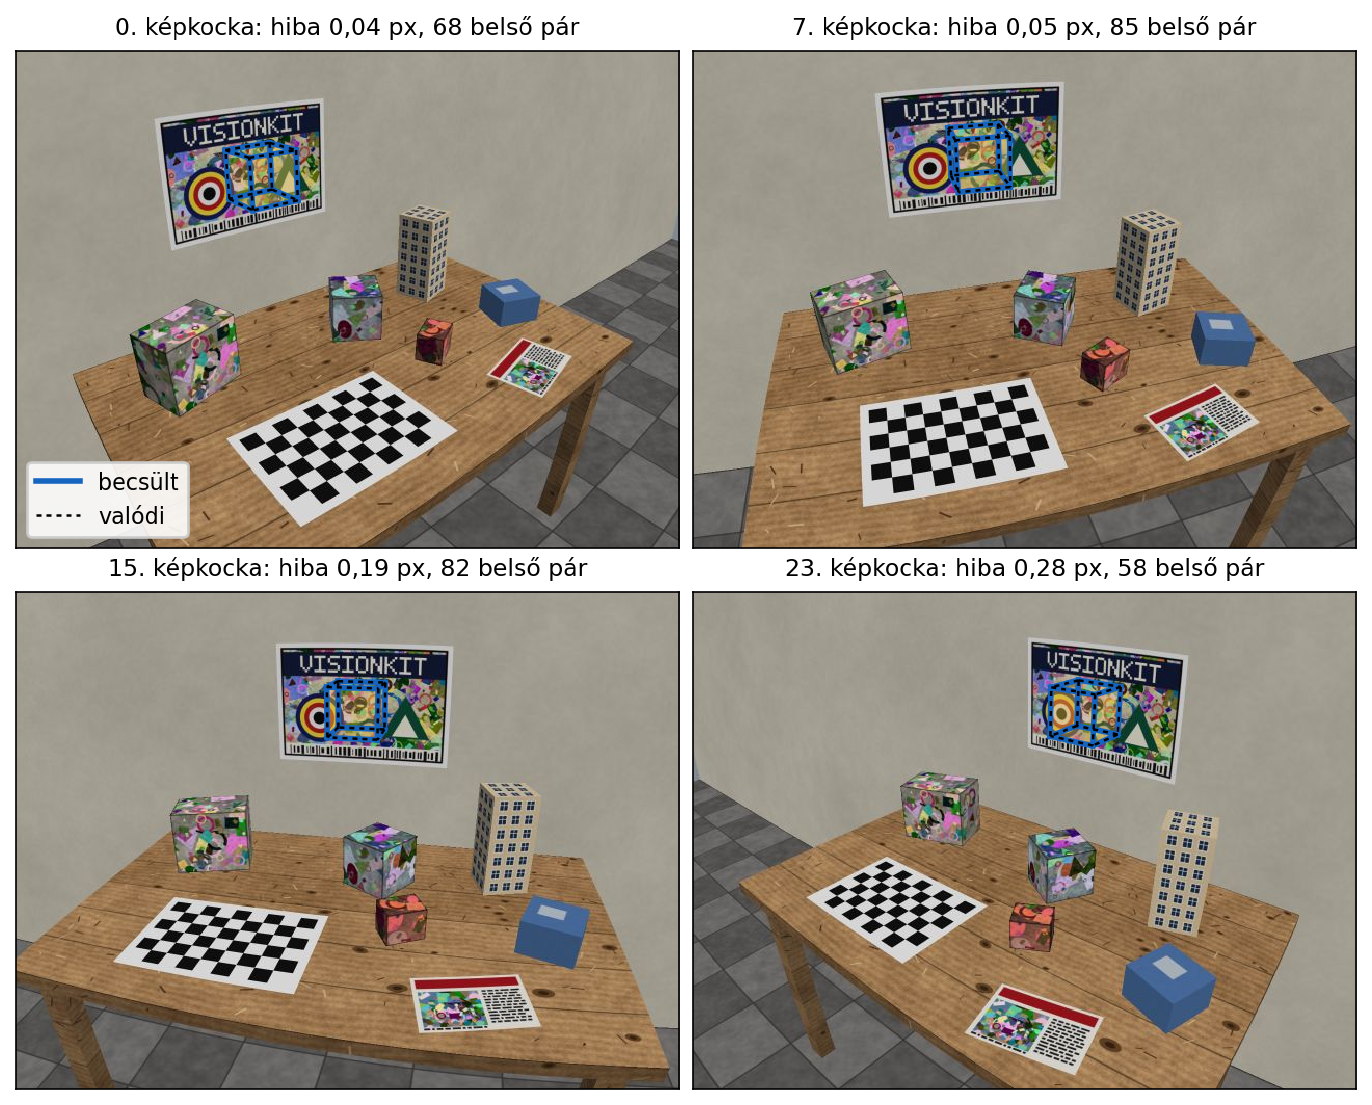 0. képkocka: hiba 0,04 px, 68 belső pár
VISIONKIT
becsült
valódi
7. képkocka: hiba 0,05 px, 85 belső pár
VISIONKIT
15. képkocka: hiba 0,19 px, 82 belső pár
VISIONKIT
23. képkocka: hiba 0,28 px, 58 belső pár
VISIONKIT